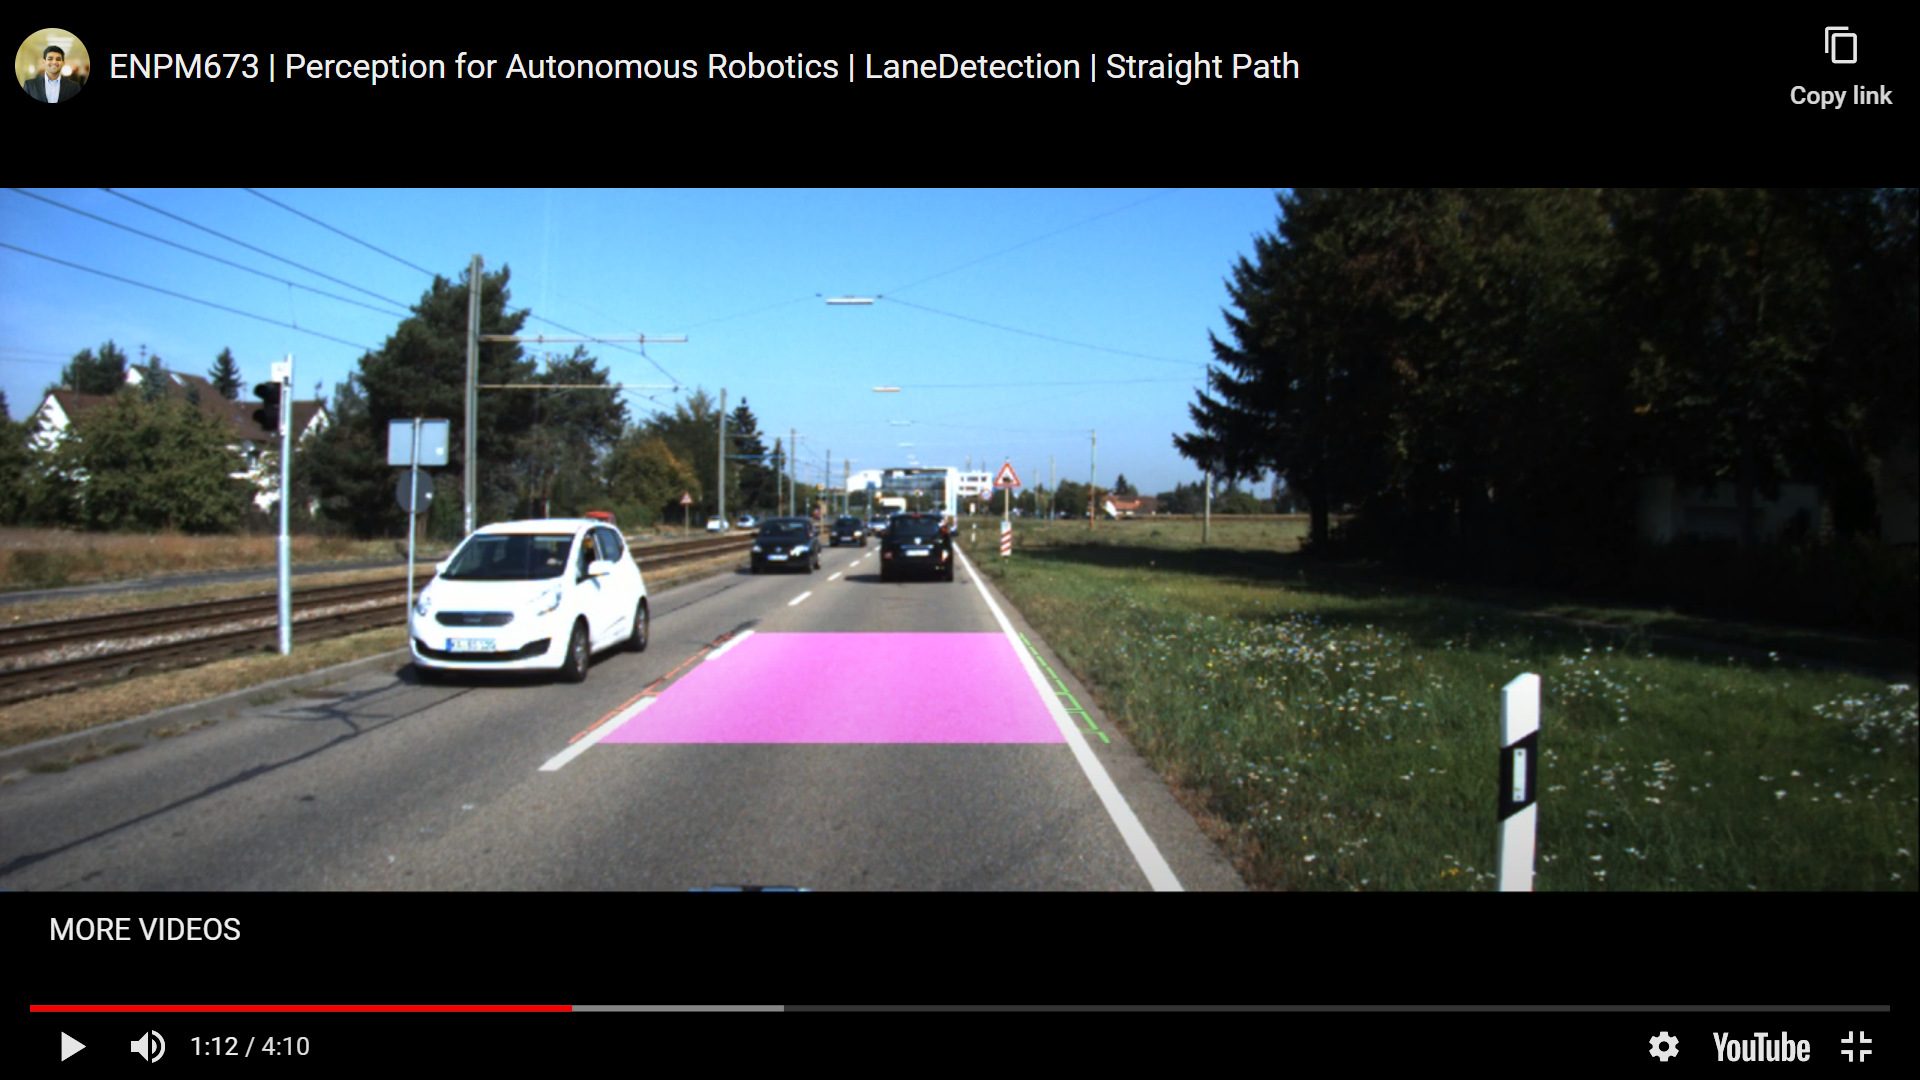 ENPM673 | Perception for Autonomous Robotics | LaneDetection | Straight Path
Copy link
MORE VIDEOS
1:12 / 4:10
YouTube